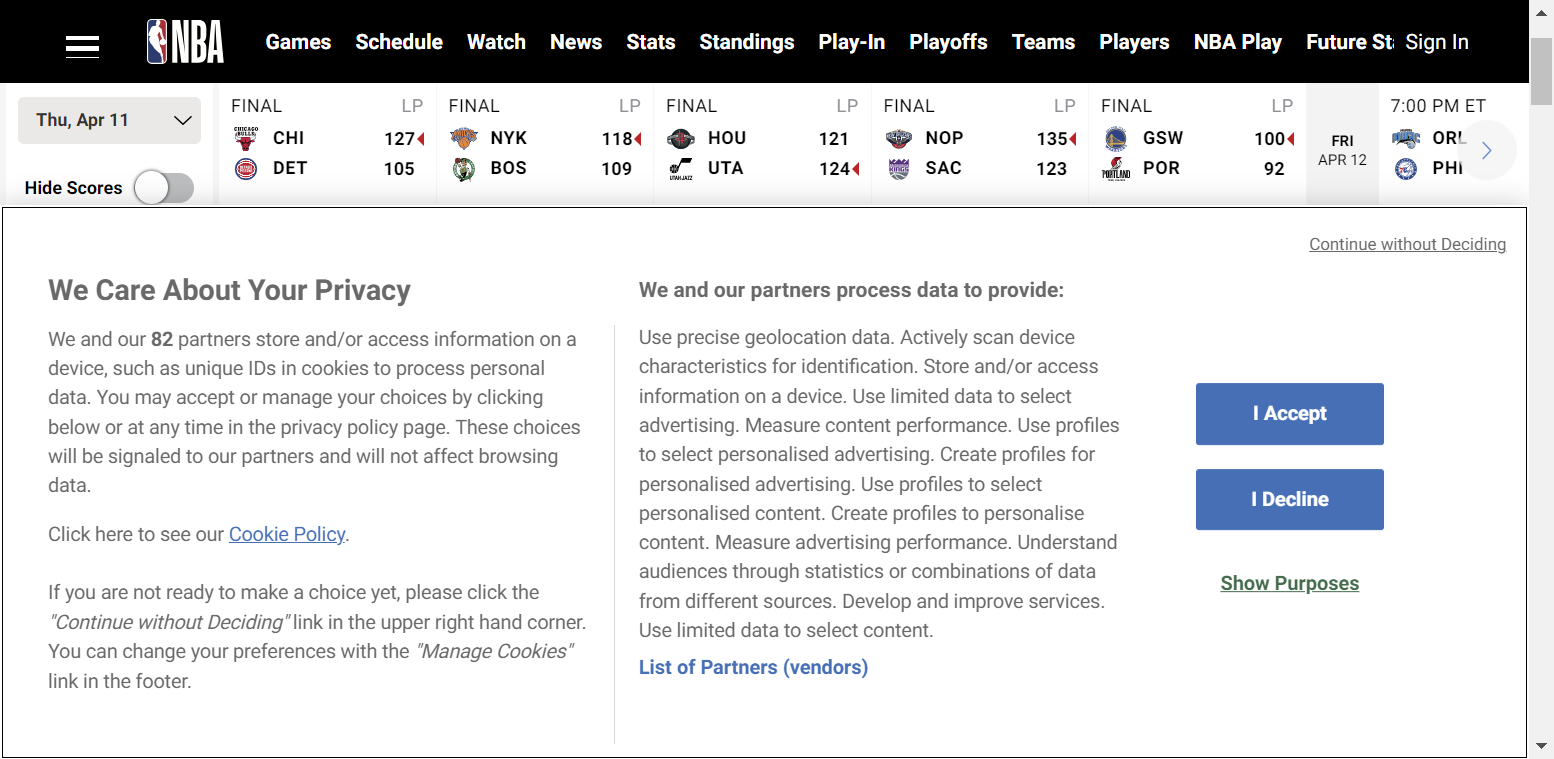 NBA
Games Schedule Watch News Stats Standings Play-In Playoffs Teams Players NBA Play Future St Sign In
Thu, Apr 11
Hide Scores
FINAL LP
CHI 127
DET 105
FINAL LP
NYK 118
BOS 109
FINAL LP
HOU 121
UTA 124
FINAL LP
NOP 135
SAC 123
FINAL LP
GSW 100
POR 92
FRI
APR 12
7:00 PM ET
ORL
PHI
Continue without Deciding
We Care About Your Privacy
We and our 82 partners store and/or access information on a
device, such as unique IDs in cookies to process personal
data. You may accept or manage your choices by clicking
below or at any time in the privacy policy page. These choices
will be signaled to our partners and will not affect browsing
data.
Click here to see our Cookie Policy.
If you are not ready to make a choice yet, please click the
"Continue without Deciding" link in the upper right hand corner.
You can change your preferences with the "Manage Cookies"
link in the footer.
We and our partners process data to provide:
Use precise geolocation data. Actively scan device
characteristics for identification. Store and/or access
information on a device. Use limited data to select
advertising. Measure content performance. Use profiles
to select personalised advertising. Create profiles for
personalised advertising. Use profiles to select
personalised content. Create profiles to personalise
content. Measure advertising performance. Understand
audiences through statistics or combinations of data
from different sources. Develop and improve services.
Use limited data to select content.
List of Partners (vendors)
I Accept
I Decline
Show Purposes